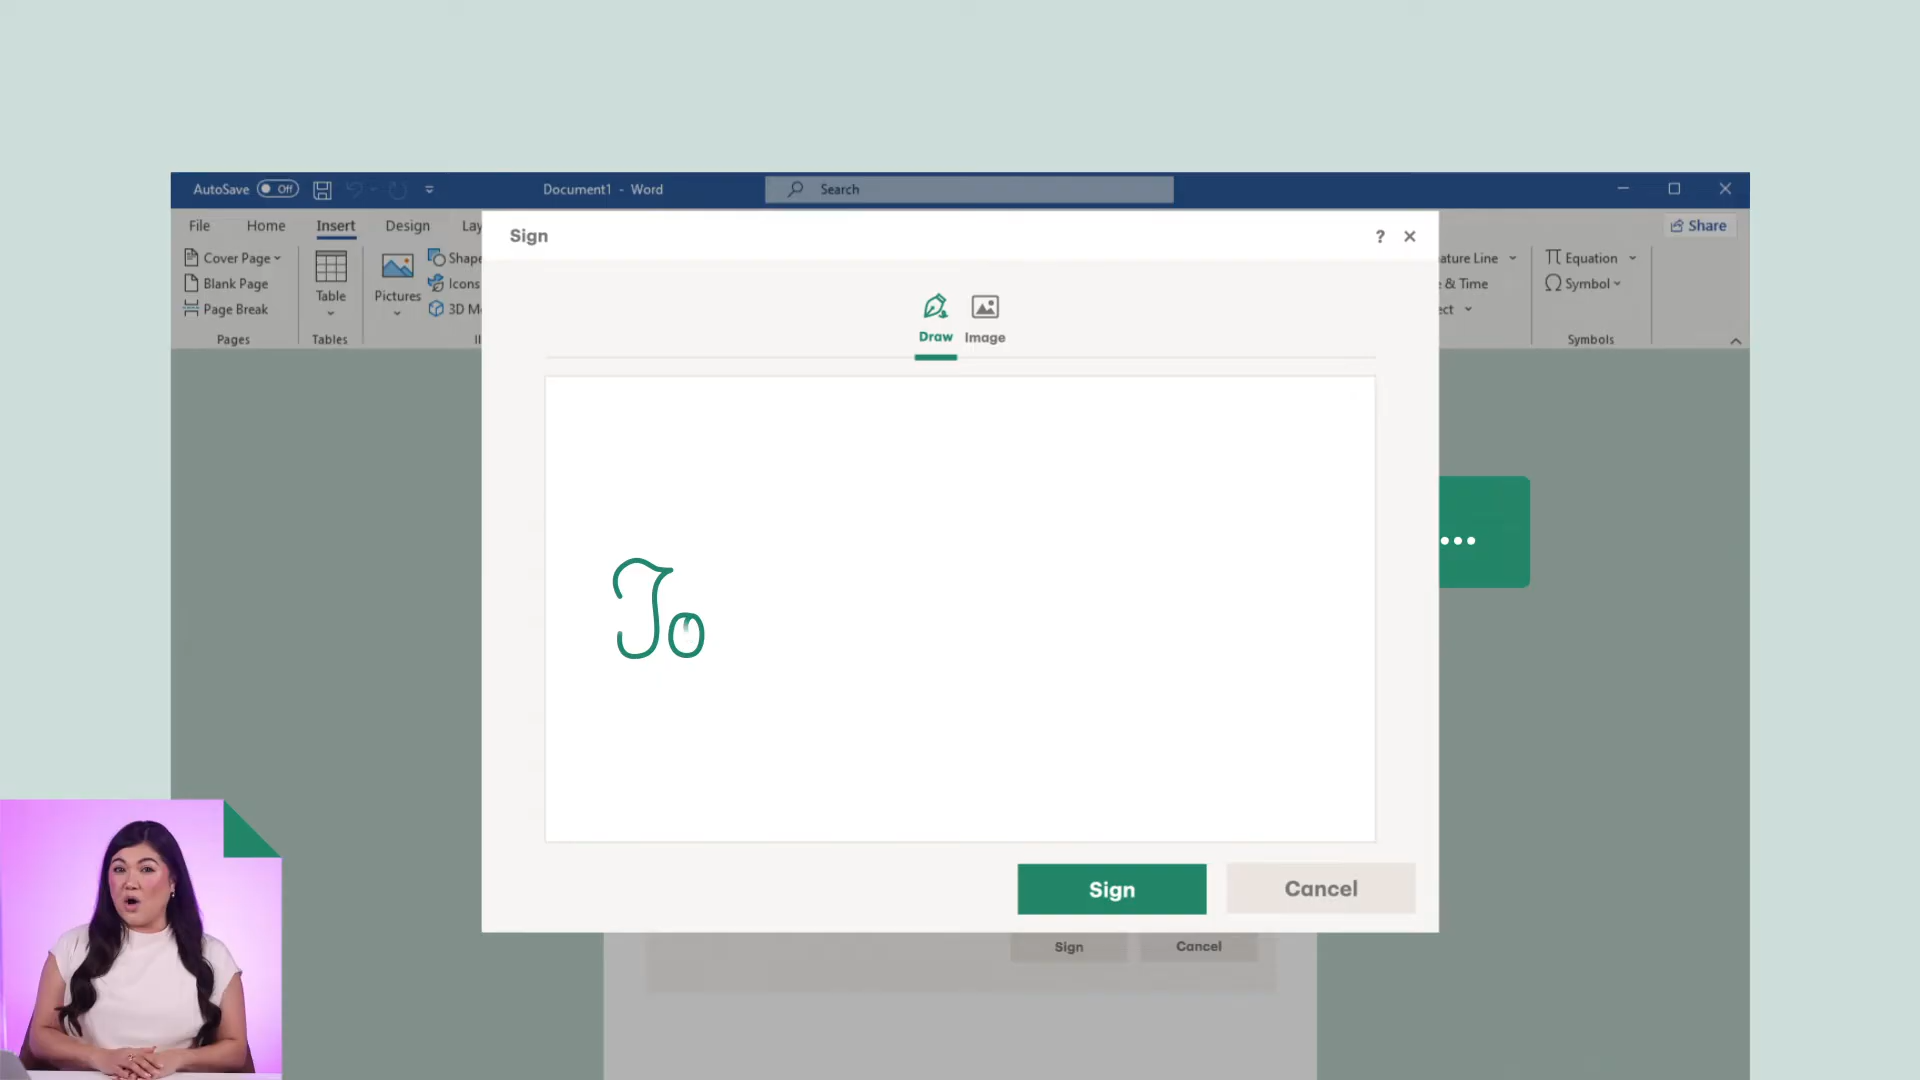 AutoSave Off Document1 - Word Search
File Home Insert Design Lay Share
Cover Page
Blank Page
Page Break
Pages
Table
Tables
Pictures
Shape
Icons
3D M
Il
Sign ? ×
Draw Image
Jo
Sign Cancel
Sign Cancel
ature Line
& Time
ect
Equation
Symbol
Symbols
...